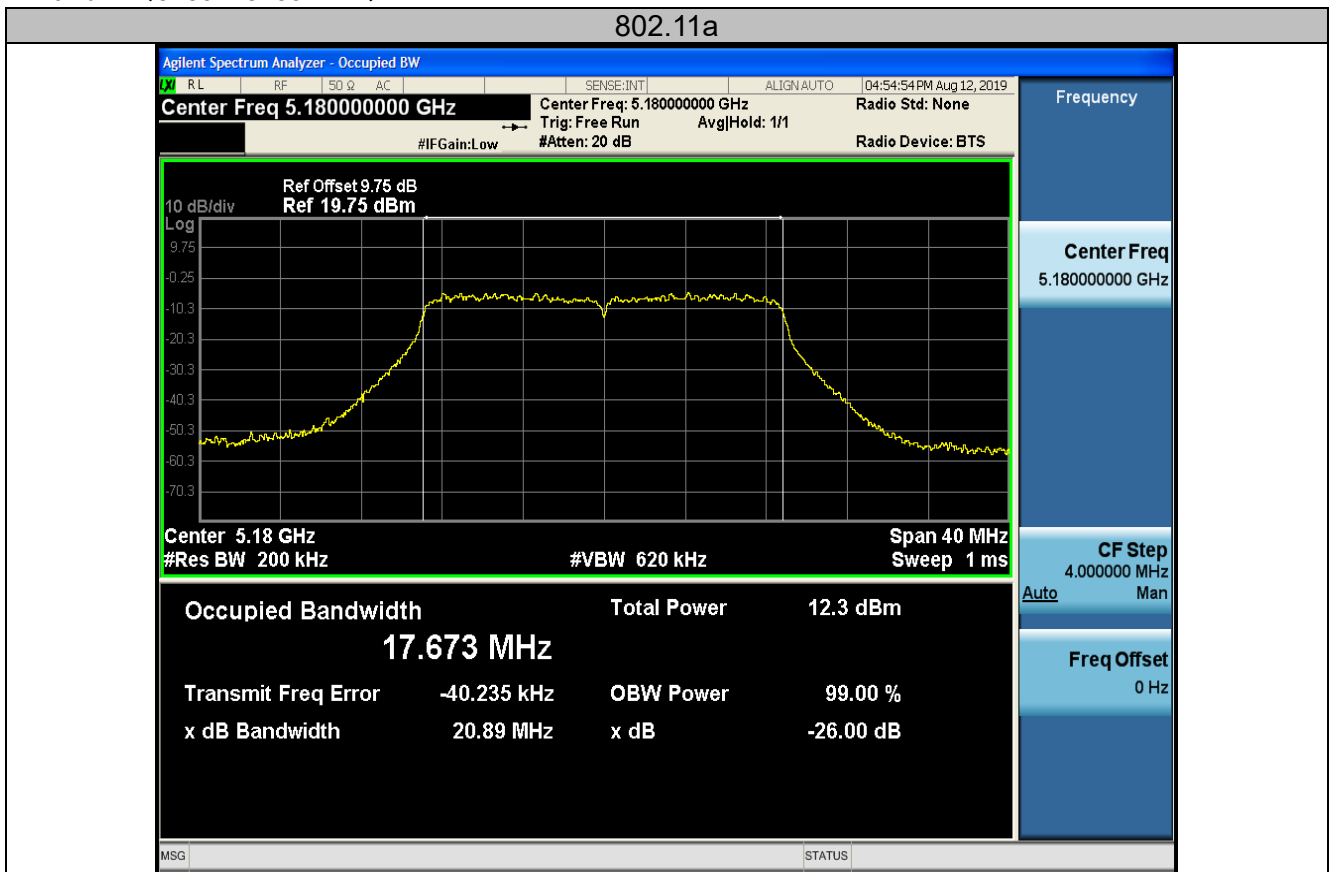 802.11a
Agilent Spectrum Analyzer - Occupied BW
LXI RL RF 50 Ω AC SENSE:INT ALIGN AUTO 04:54:54 PM Aug 12, 2019
Center Freq 5.180000000 GHz
Center Freq: 5.180000000 GHz Radio Std: None
Trig: Free Run Avg|Hold: 1/1
#IFGain:Low #Atten: 20 dB Radio Device: BTS
Frequency
Ref Offset 9.75 dB
10 dB/div Ref 19.75 dBm
Log
9.75
-0.25
-10.3
-20.3
-30.3
-40.3
-50.3
-60.3
-70.3
Center 5.18 GHz Span 40 MHz
#Res BW 200 kHz #VBW 620 kHz Sweep 1 ms
Center Freq
5.180000000 GHz
CF Step
4.000000 MHz
Auto Man
Freq Offset
0 Hz
Occupied Bandwidth Total Power 12.3 dBm
17.673 MHz
Transmit Freq Error -40.235 kHz OBW Power 99.00 %
x dB Bandwidth 20.89 MHz x dB -26.00 dB
MSG STATUS